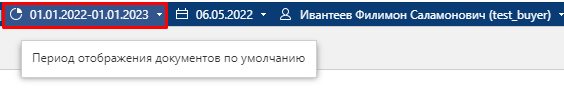 01.01.2022-01.01.2023 06.05.2022 Ивантеев Филимон Саламонович (test_buyer)
Период отображения документов по умолчанию